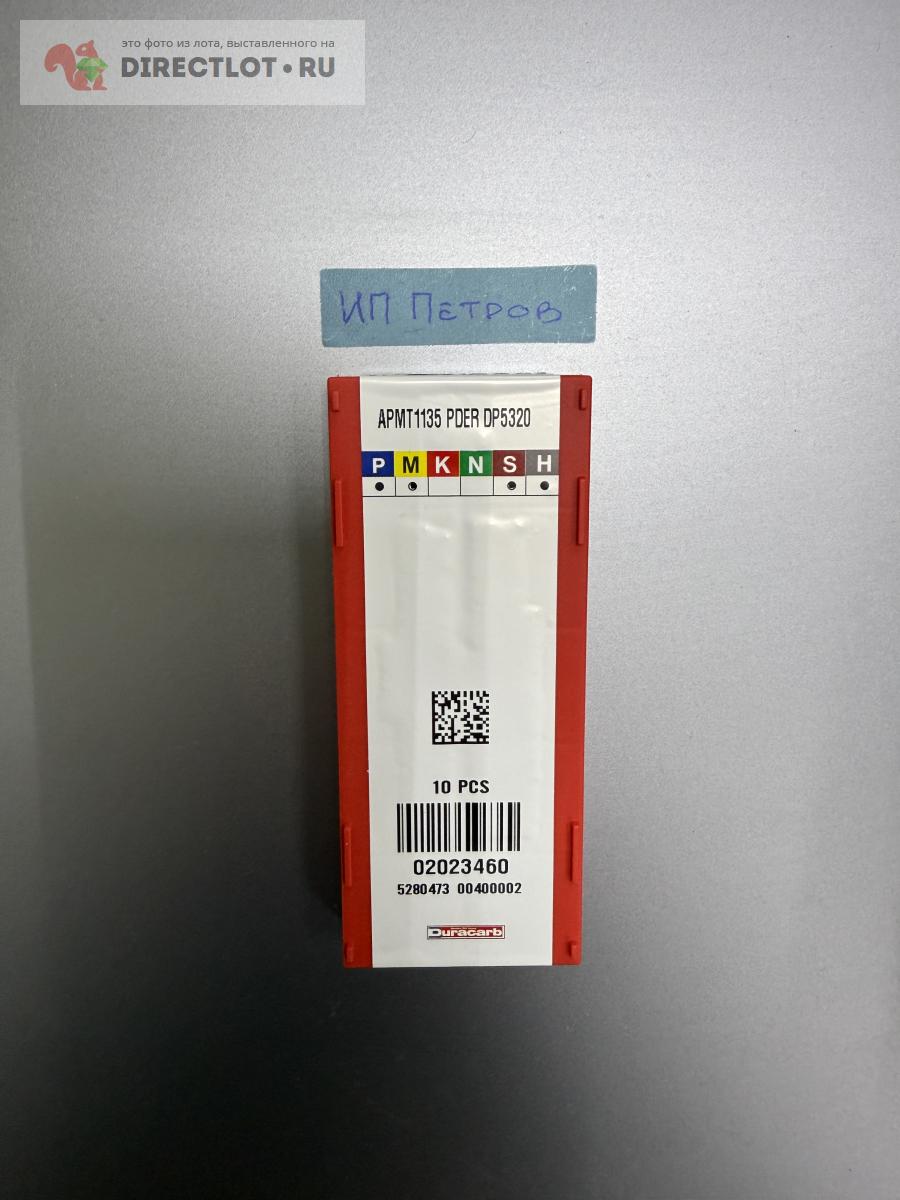 это фото из лота, выставленного на
DIRECTLOT•RU
ИП ПЕТРОВ
APMT1135 PDER DP5320
P M K N S H
10 PCS
02023460
5280473 00400002
Duracarb